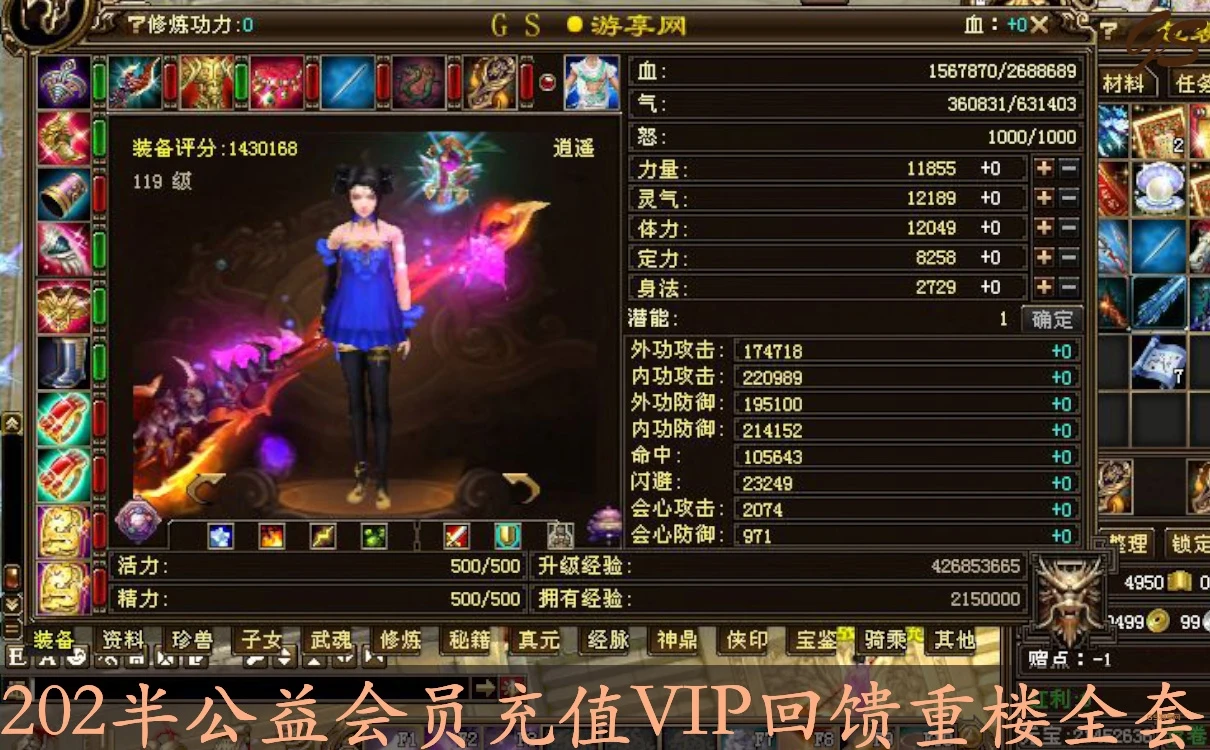 修炼功力:0
GS 游享网
血:+0
材料 任务
血: 1567870/2688689
气: 360831/631403
怒: 1000/1000
装备评分:1430168 逍遥
119 级
力量: 11855 +0
灵气: 12189 +0
体力: 12049 +0
定力: 8258 +0
身法: 2729 +0
潜能: 1 确定
外功攻击: 174718 +0
内功攻击: 220989 +0
外功防御: 195100 +0
内功防御: 214152 +0
命中: 105643 +0
闪避: 23249 +0
会心攻击: 2074 +0
会心防御: 971 +0
2
7
整理 锁定
活力: 500/500 升级经验: 426853665
精力: 500/500 拥有经验: 2150000
4950 0
99
装备 资料 珍兽 子女 武魂 修炼 秘籍 真元 经脉 神鼎 侠印 宝鉴 骑乘 其他
赠点:-1
202半公益会员充值VIP回馈重楼全套
F1 F2 F7 F8